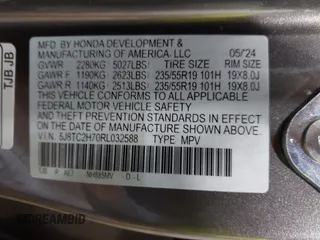 TJB JB
MFD. BY HONDA DEVELOPMENT & 05/24
MANUFACTURING OF AMERICA, LLC
GVWR 2280KG 5027LBS TIRE SIZE RIM SIZE
GAWR F 1190KG 2623LBS 235/55R19 101H 19X8.0J
GAWR R 1140KG 2513LBS 235/55R19 101H 19X8.0J
THIS VEHICLE CONFORMS TO ALL APPLICABLE
FEDERAL MOTOR VEHICLE SAFETY
AND THEFT PREVENTION STANDARDS IN EFFECT
ON THE DATE OF MANUFACTURE SHOWN ABOVE.
V.I.N. 5J8TC2H70RL032588 TYPE MPV
TJB